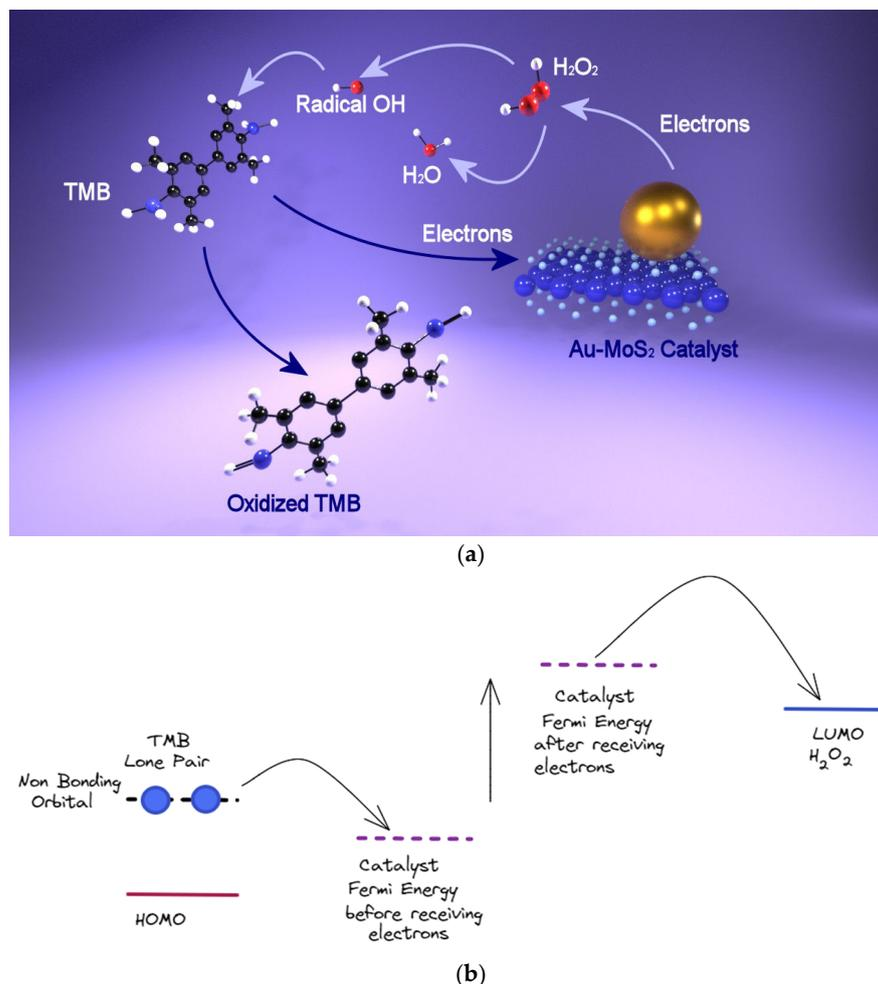 H₂O₂
Radical OH
Electrons
H₂O
TMB
Electrons
Au-MoS₂ Catalyst
Oxidized TMB
(a)
TMB
Lone Pair
Non Bonding
Orbital
HOMO
Catalyst
Fermi Energy
before receiving
electrons
Catalyst
Fermi Energy
after receiving
electrons
LUMO
H₂O₂
(b)